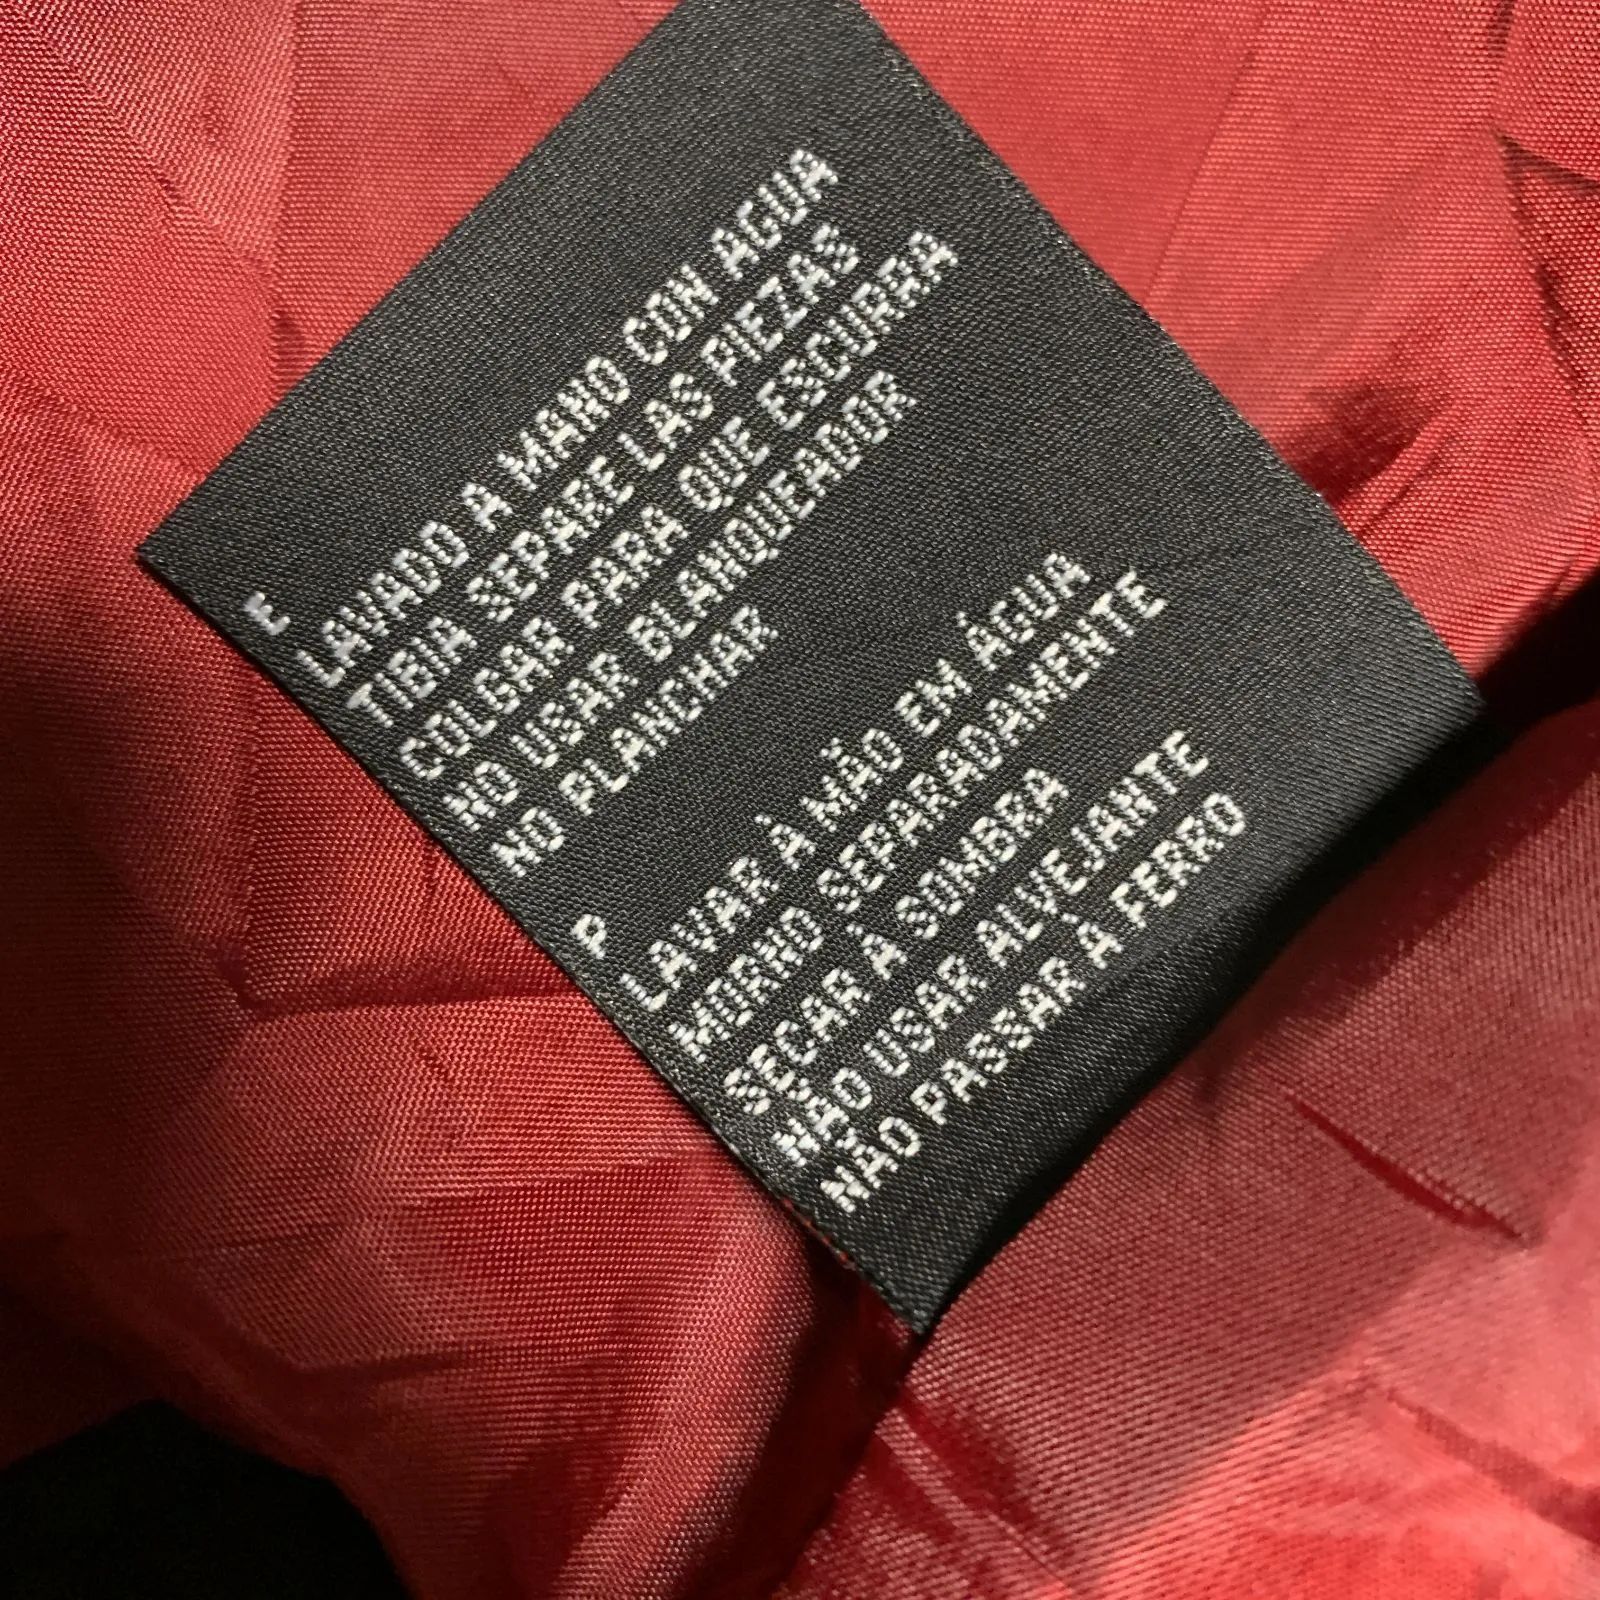 E
LAVADO A MANO CON AGUA
TIBIA SEPARE LAS PIEZAS
COLGAR PARA QUE ESCURRA
NO USAR BLANQUEADOR
NO PLANCHAR
P
LAVAR À MÃO EM ÁGUA
MORNO SEPARADAMENTE
SECAR À SOMBRA
NÃO USAR ALVEJANTE
NÃO PASSAR À FERRO